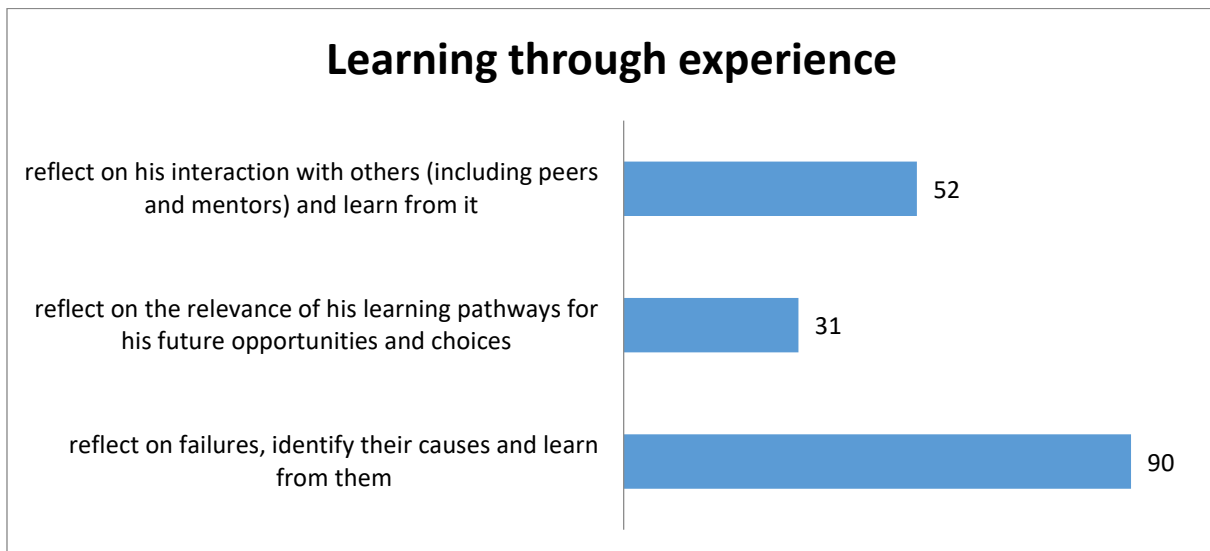 Learning through experience
reflect on his interaction with others (including peers
and mentors) and learn from it
52
reflect on the relevance of his learning pathways for
his future opportunities and choices
31
reflect on failures, identify their causes and learn
from them
90